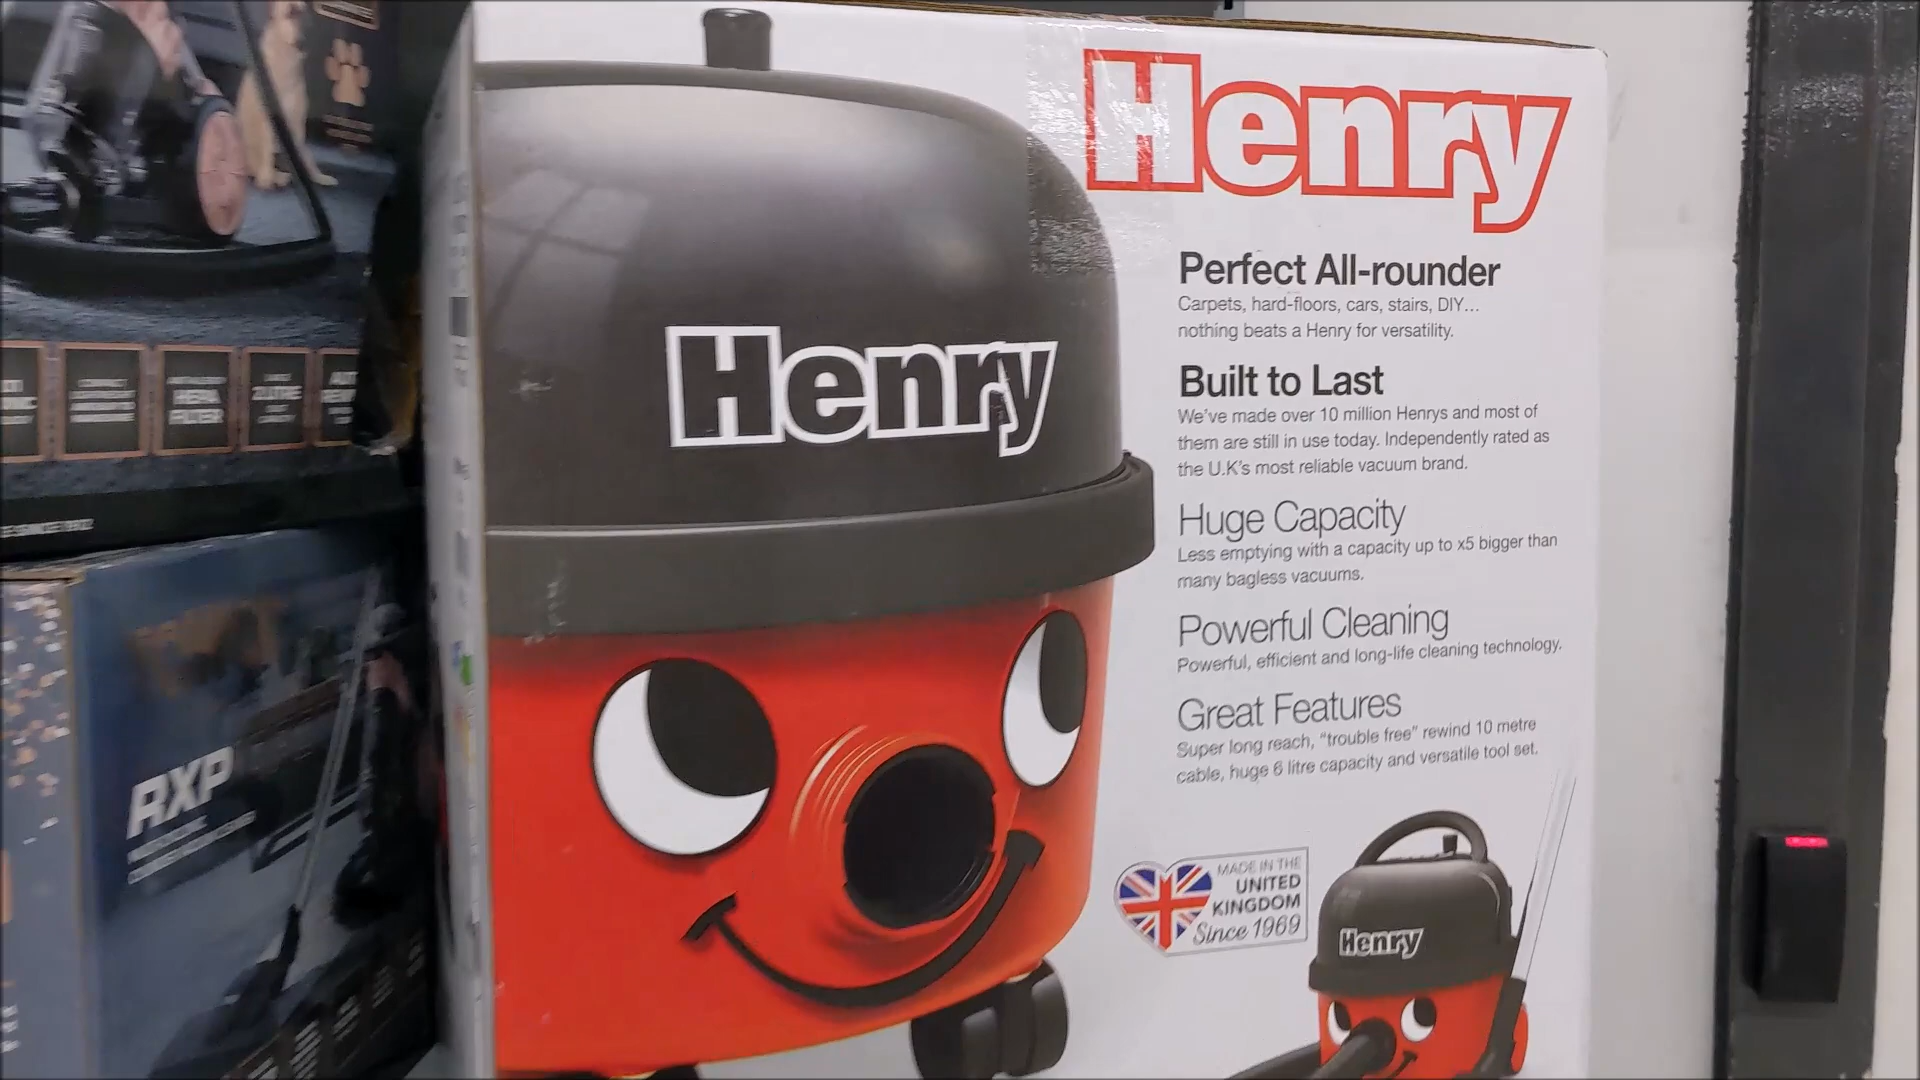 Henry
Perfect All-rounder
Carpets, hard-floors, cars, stairs, DIY...
nothing beats a Henry for versatility.
Built to Last
We've made over 10 million Henrys and most of
them are still in use today. Independently rated as
the U.K's most reliable vacuum brand.
Huge Capacity
Less emptying with a capacity up to x5 bigger than
many bagless vacuums.
Powerful Cleaning
Powerful, efficient and long-life cleaning technology.
Great Features
Super long reach, "trouble free" rewind 10 metre
cable, huge 6 litre capacity and versatile tool set.
MADE IN THE
UNITED
KINGDOM
Since 1969
Henry
Henry
HEPA
FILTER
2 LITRE
RXP